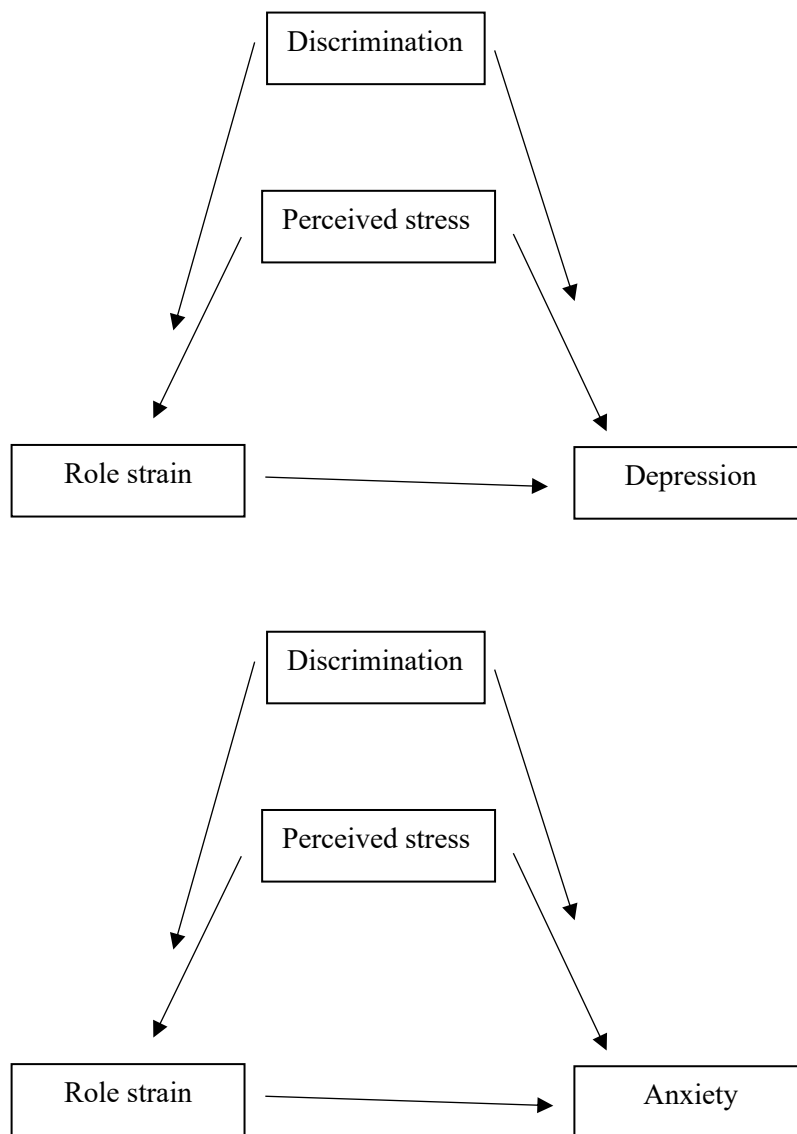 Discrimination
Perceived stress
Role strain
Depression
Discrimination
Perceived stress
Role strain
Anxiety